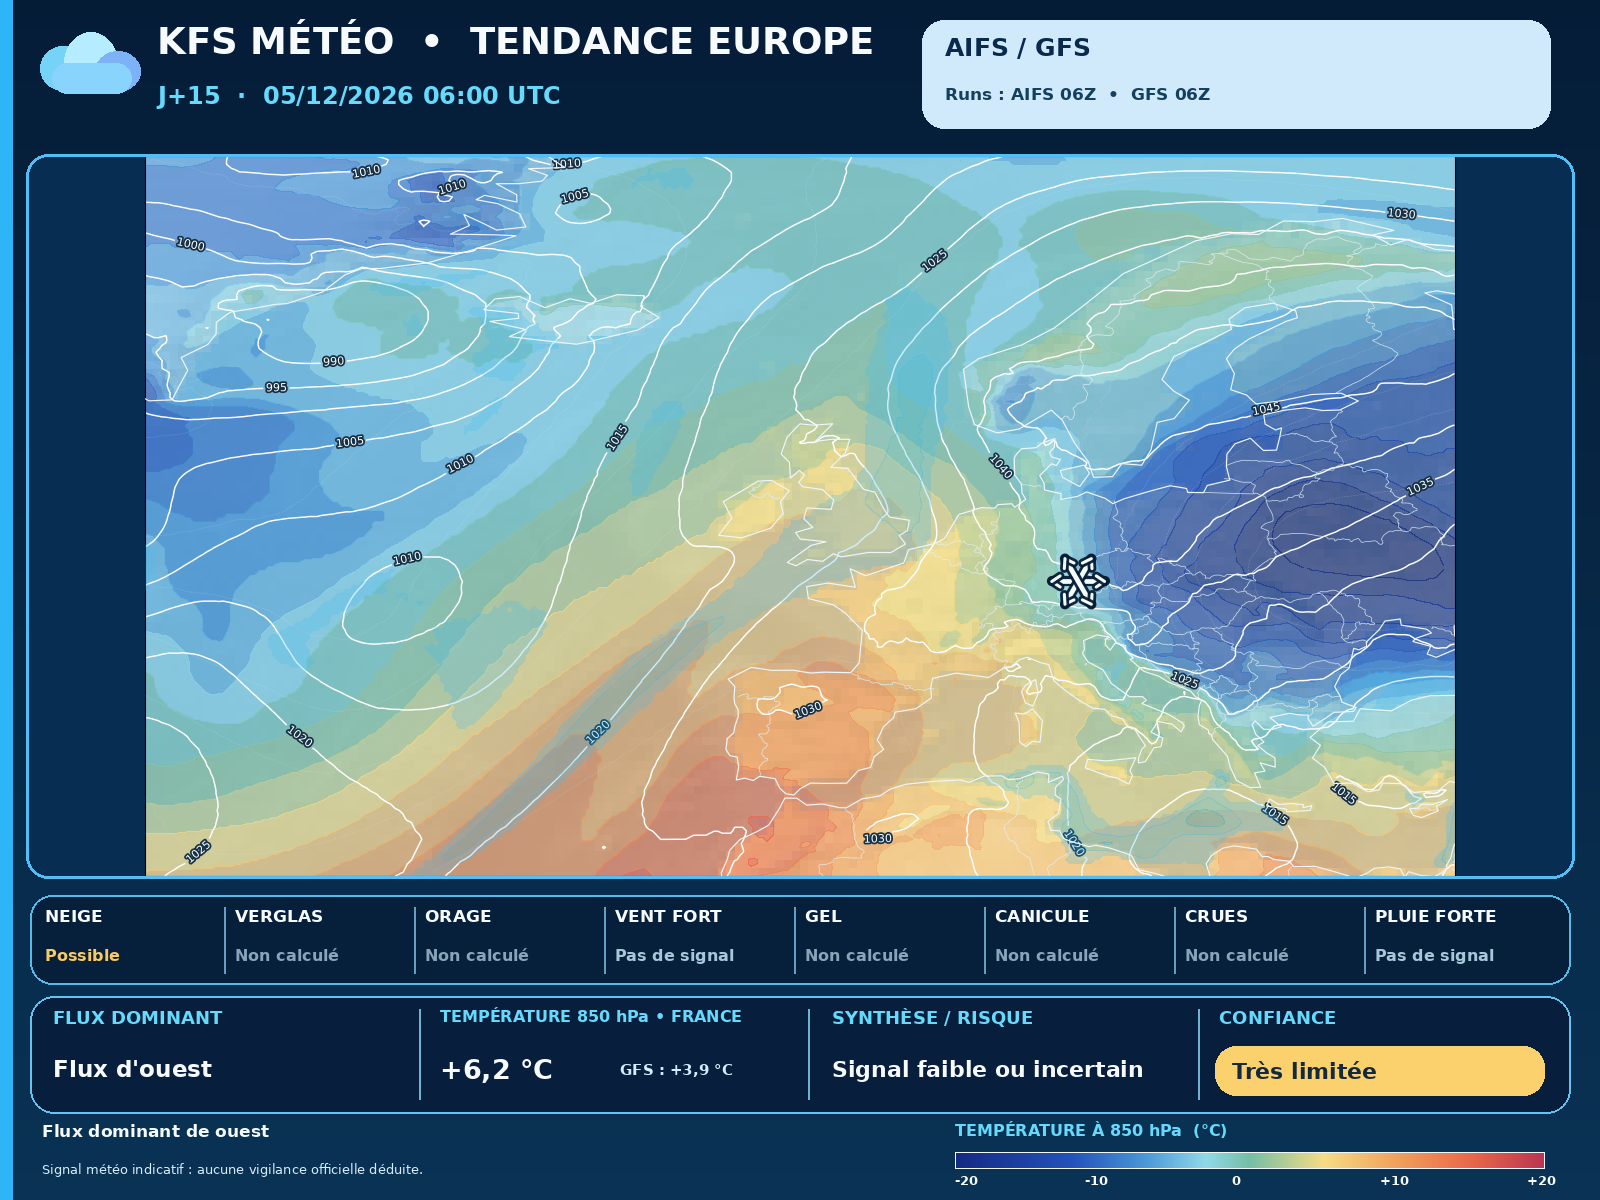 KFS MÉTÉO • TENDANCE EUROPE
J+15 · 05/12/2026 06:00 UTC
AIFS / GFS
Runs : AIFS 06Z • GFS 06Z
1010
1010
1010
1005
1000
1030
1025
990
995
1005
1010
1015
1045
1040
1035
1010
1025
1030
1020
1020
1015
1015
1025
1030
1020
NEIGE
Possible
VERGLAS
Non calculé
ORAGE
Non calculé
VENT FORT
Pas de signal
GEL
Non calculé
CANICULE
Non calculé
CRUES
Non calculé
PLUIE FORTE
Pas de signal
FLUX DOMINANT
Flux d'ouest
TEMPÉRATURE 850 hPa • FRANCE
+6,2 °C GFS : +3,9 °C
SYNTHÈSE / RISQUE
Signal faible ou incertain
CONFIANCE
Très limitée
Flux dominant de ouest
Signal météo indicatif : aucune vigilance officielle déduite.
TEMPÉRATURE À 850 hPa (°C)
-20 -10 0 +10 +20